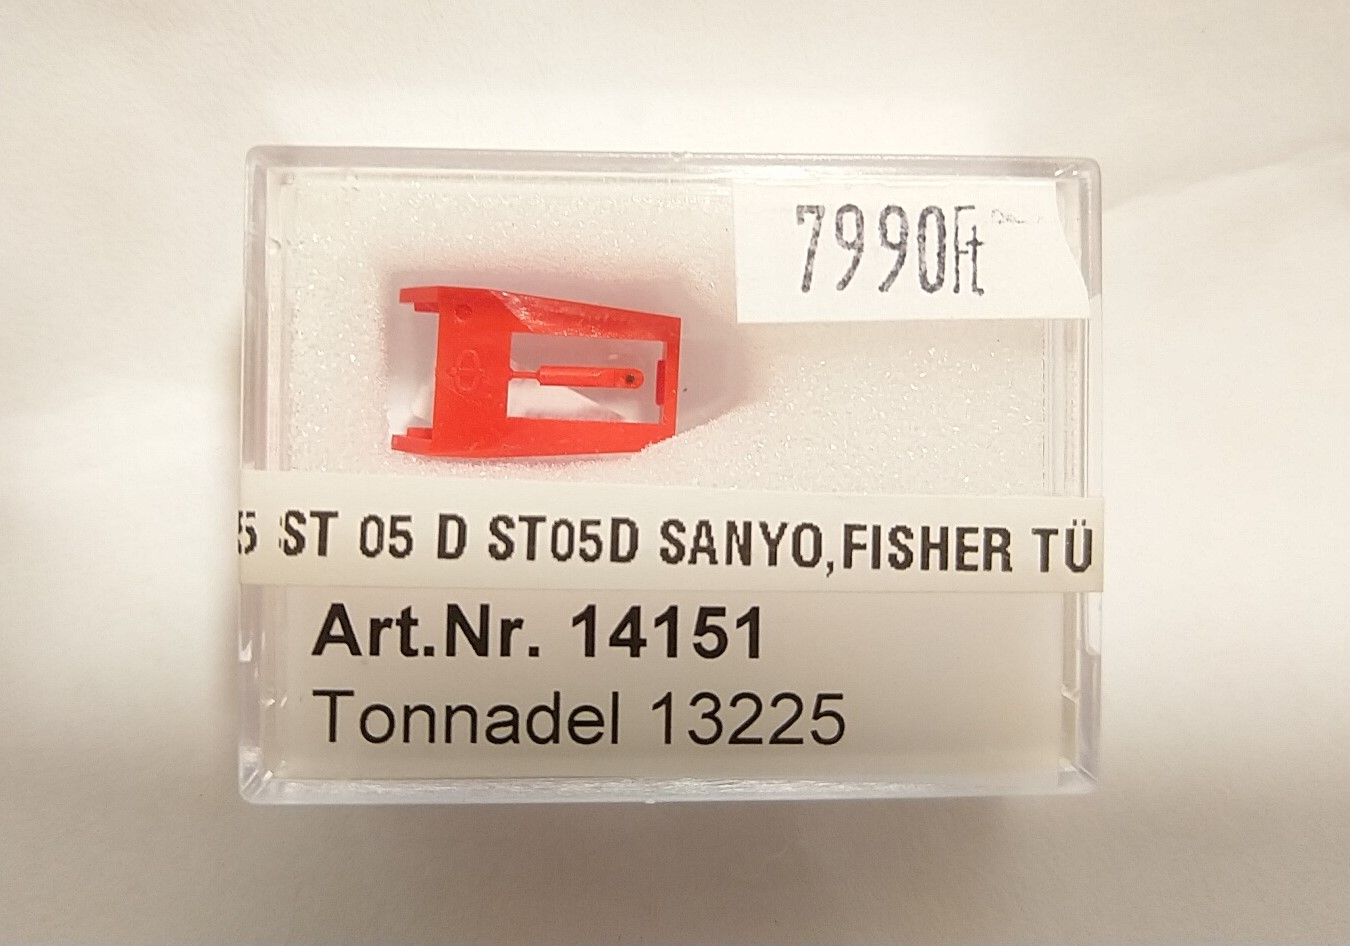 7990Ft
5 ST 05 D ST05D SANYO,FISHER TÜ
Art.Nr. 14151
Tonnadel 13225